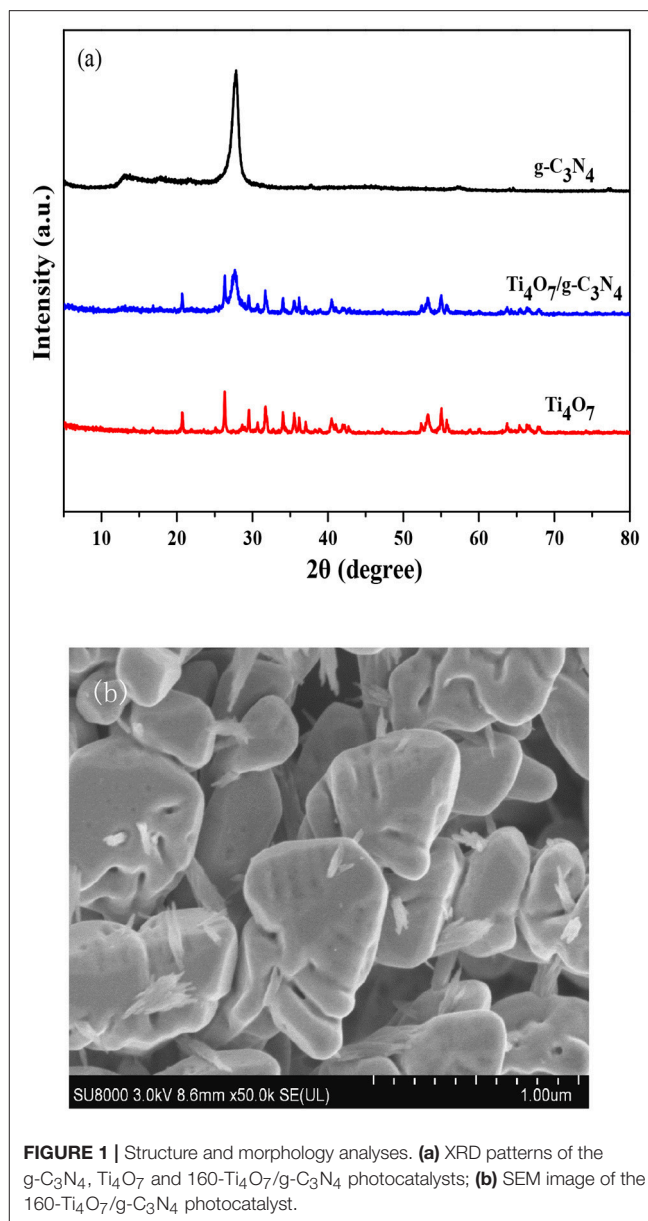 (a)
g-C₃N₄
Ti₄O₇/g-C₃N₄
Ti₄O₇
Intensity (a.u.)
10 20 30 40 50 60 70 80
2θ (degree)
(b)
SU8000 3.0kV 8.6mm x50.0k SE(UL) 1.00um
FIGURE 1 | Structure and morphology analyses. (a) XRD patterns of the
g-C₃N₄, Ti₄O₇ and 160-Ti₄O₇/g-C₃N₄ photocatalysts; (b) SEM image of the
160-Ti₄O₇/g-C₃N₄ photocatalyst.